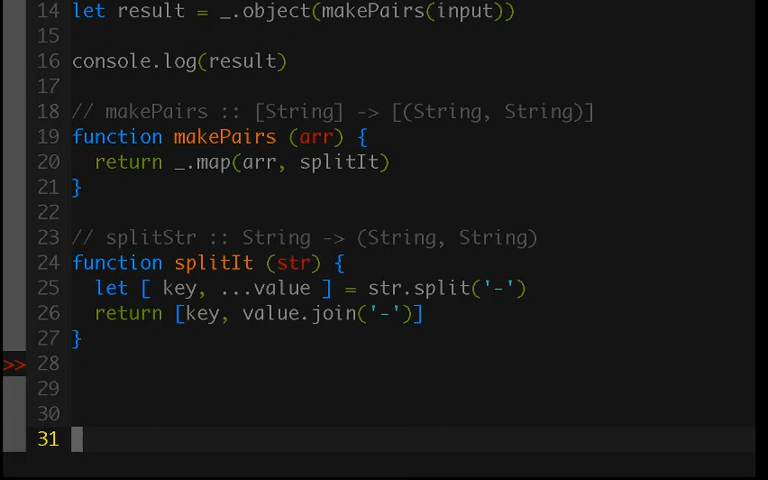 14 let result = _.object(makePairs(input))
15
16 console.log(result)
17
18 // makePairs :: [String] -> [(String, String)]
19 function makePairs (arr) {
20   return _.map(arr, splitIt)
21 }
22
23 // splitStr :: String -> (String, String)
24 function splitIt (str) {
25   let [ key, ...value ] = str.split('-')
26   return [key, value.join('-')]
27 }
>> 28
29
30
31